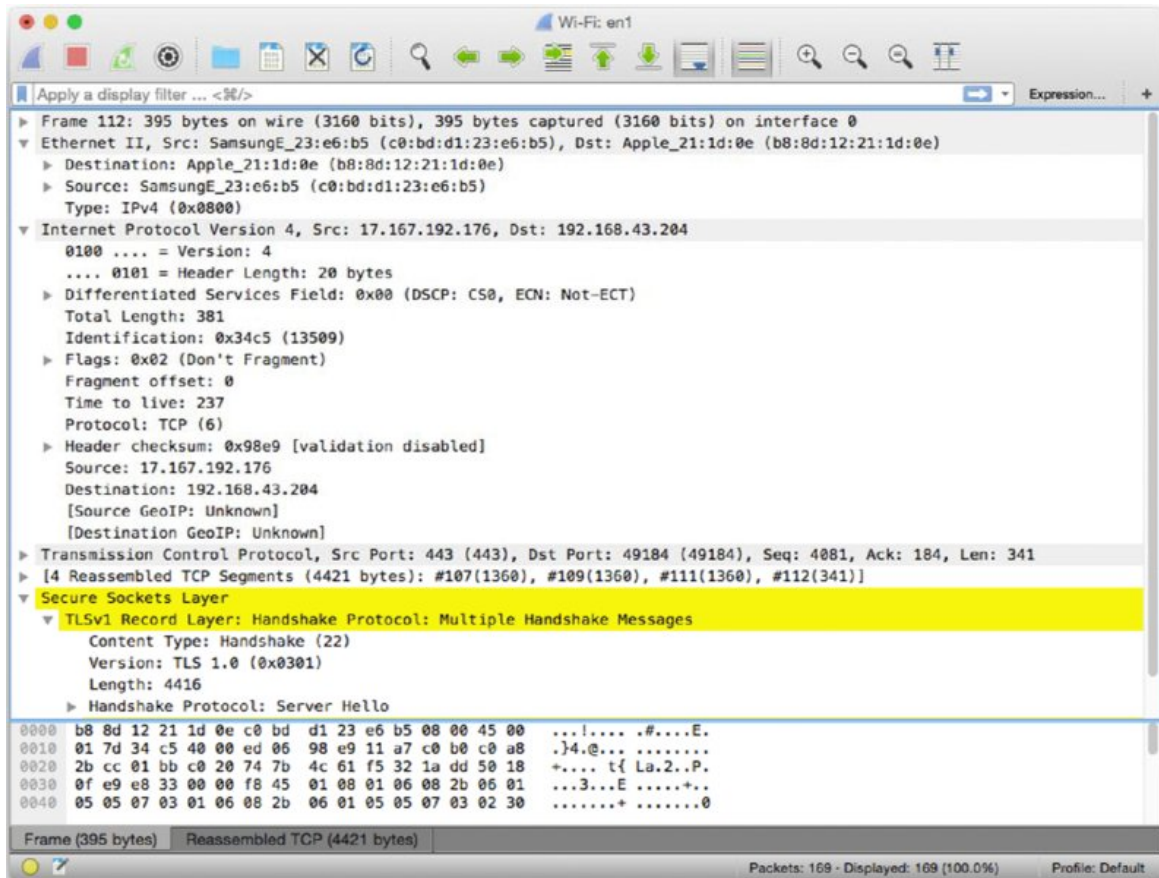 Wi-Fi: en1
Apply a display filter ... <⌘/>
Expression... +
Frame 112: 395 bytes on wire (3160 bits), 395 bytes captured (3160 bits) on interface 0
Ethernet II, Src: SamsungE_23:e6:b5 (c0:bd:d1:23:e6:b5), Dst: Apple_21:1d:0e (b8:8d:12:21:1d:0e)
Destination: Apple_21:1d:0e (b8:8d:12:21:1d:0e)
Source: SamsungE_23:e6:b5 (c0:bd:d1:23:e6:b5)
Type: IPv4 (0x0800)
Internet Protocol Version 4, Src: 17.167.192.176, Dst: 192.168.43.204
0100 .... = Version: 4
.... 0101 = Header Length: 20 bytes
Differentiated Services Field: 0x00 (DSCP: CS0, ECN: Not-ECT)
Total Length: 381
Identification: 0x34c5 (13509)
Flags: 0x02 (Don't Fragment)
Fragment offset: 0
Time to live: 237
Protocol: TCP (6)
Header checksum: 0x98e9 [validation disabled]
Source: 17.167.192.176
Destination: 192.168.43.204
[Source GeoIP: Unknown]
[Destination GeoIP: Unknown]
Transmission Control Protocol, Src Port: 443 (443), Dst Port: 49184 (49184), Seq: 4081, Ack: 184, Len: 341
[4 Reassembled TCP Segments (4421 bytes): #107(1360), #109(1360), #111(1360), #112(341)]
Secure Sockets Layer
TLSv1 Record Layer: Handshake Protocol: Multiple Handshake Messages
Content Type: Handshake (22)
Version: TLS 1.0 (0x0301)
Length: 4416
Handshake Protocol: Server Hello
0000 b8 8d 12 21 1d 0e c0 bd d1 23 e6 b5 08 00 45 00 ...!.... .#....E.
0010 01 7d 34 c5 40 00 ed 06 98 e9 11 a7 c0 b0 c0 a8 .}4.@... ........
0020 2b cc 01 bb c0 20 74 7b 4c 61 f5 32 1a dd 50 18 +.... t{ La.2..P.
0030 0f e9 e8 33 00 00 f8 45 01 08 01 06 08 2b 06 01 ...3...E .....+..
0040 05 05 07 03 01 06 08 2b 06 01 05 05 07 03 02 30 .......+ .......0
Frame (395 bytes) Reassembled TCP (4421 bytes)
Packets: 169 · Displayed: 169 (100.0%) Profile: Default